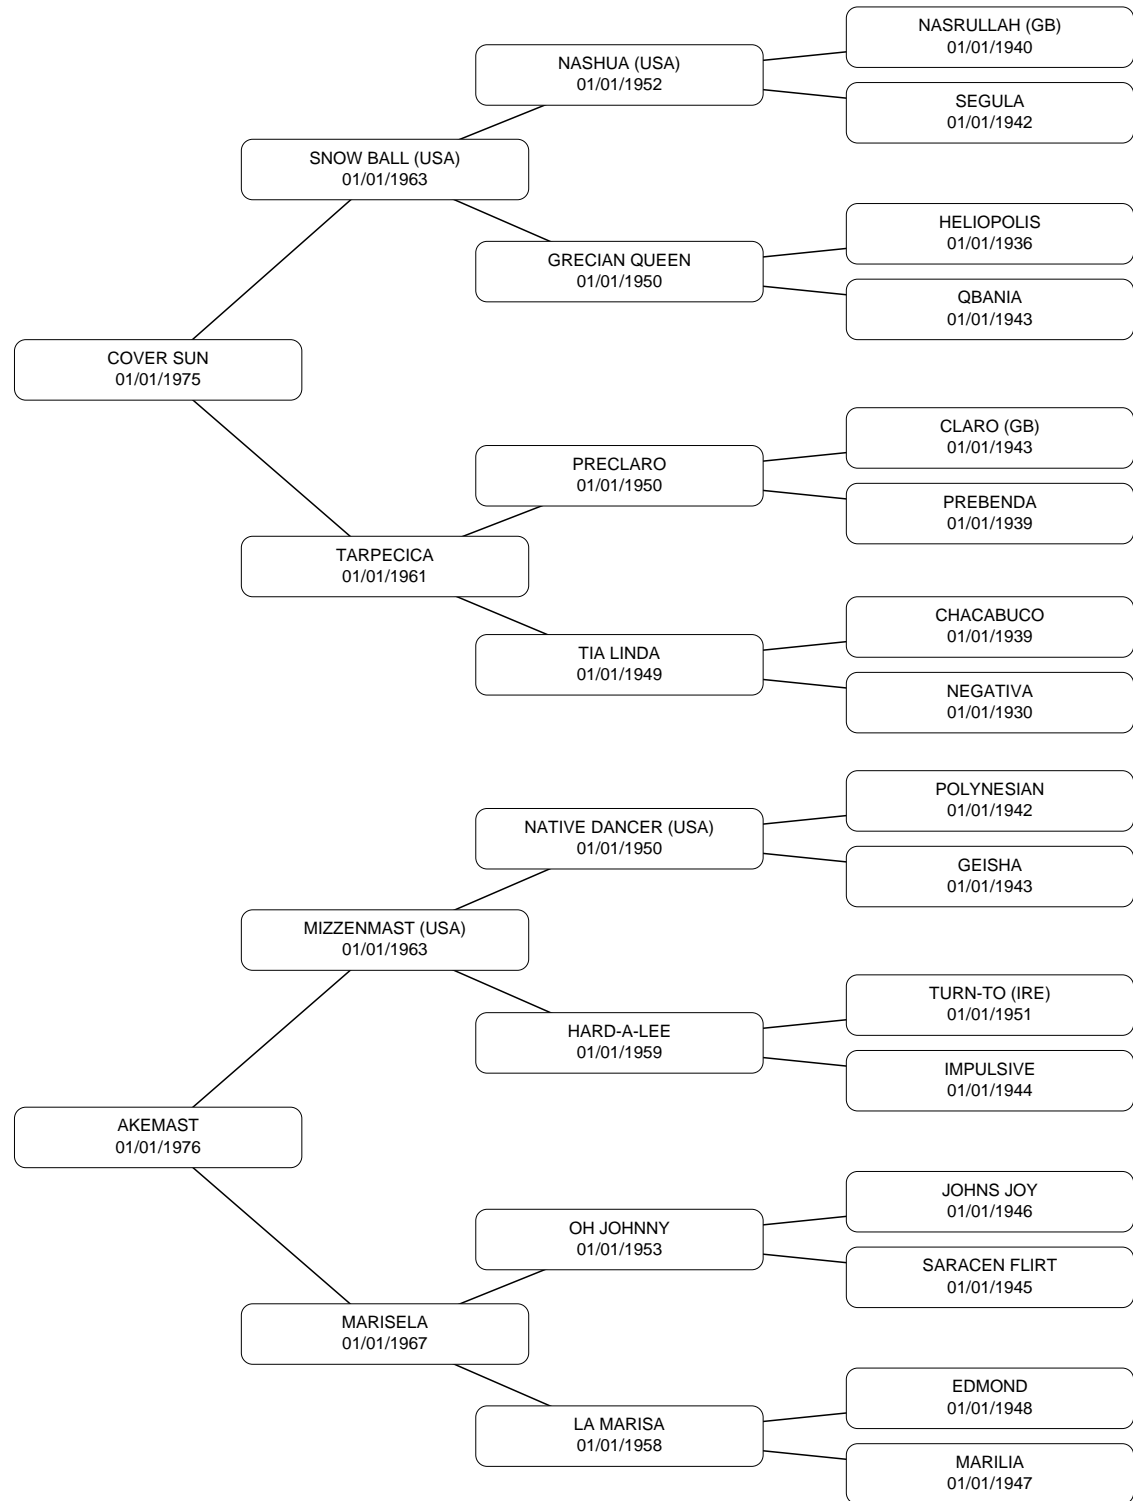 NASRULLAH (GB)
01/01/1940
NASHUA (USA)
01/01/1952
SEGULA
01/01/1942
SNOW BALL (USA)
01/01/1963
HELIOPOLIS
01/01/1936
GRECIAN QUEEN
01/01/1950
QBANIA
01/01/1943
COVER SUN
01/01/1975
CLARO (GB)
01/01/1943
PRECLARO
01/01/1950
PREBENDA
01/01/1939
TARPECICA
01/01/1961
CHACABUCO
01/01/1939
TIA LINDA
01/01/1949
NEGATIVA
01/01/1930
POLYNESIAN
01/01/1942
NATIVE DANCER (USA)
01/01/1950
GEISHA
01/01/1943
MIZZENMAST (USA)
01/01/1963
TURN-TO (IRE)
01/01/1951
HARD-A-LEE
01/01/1959
IMPULSIVE
01/01/1944
AKEMAST
01/01/1976
JOHNS JOY
01/01/1946
OH JOHNNY
01/01/1953
SARACEN FLIRT
01/01/1945
MARISELA
01/01/1967
EDMOND
01/01/1948
LA MARISA
01/01/1958
MARILIA
01/01/1947